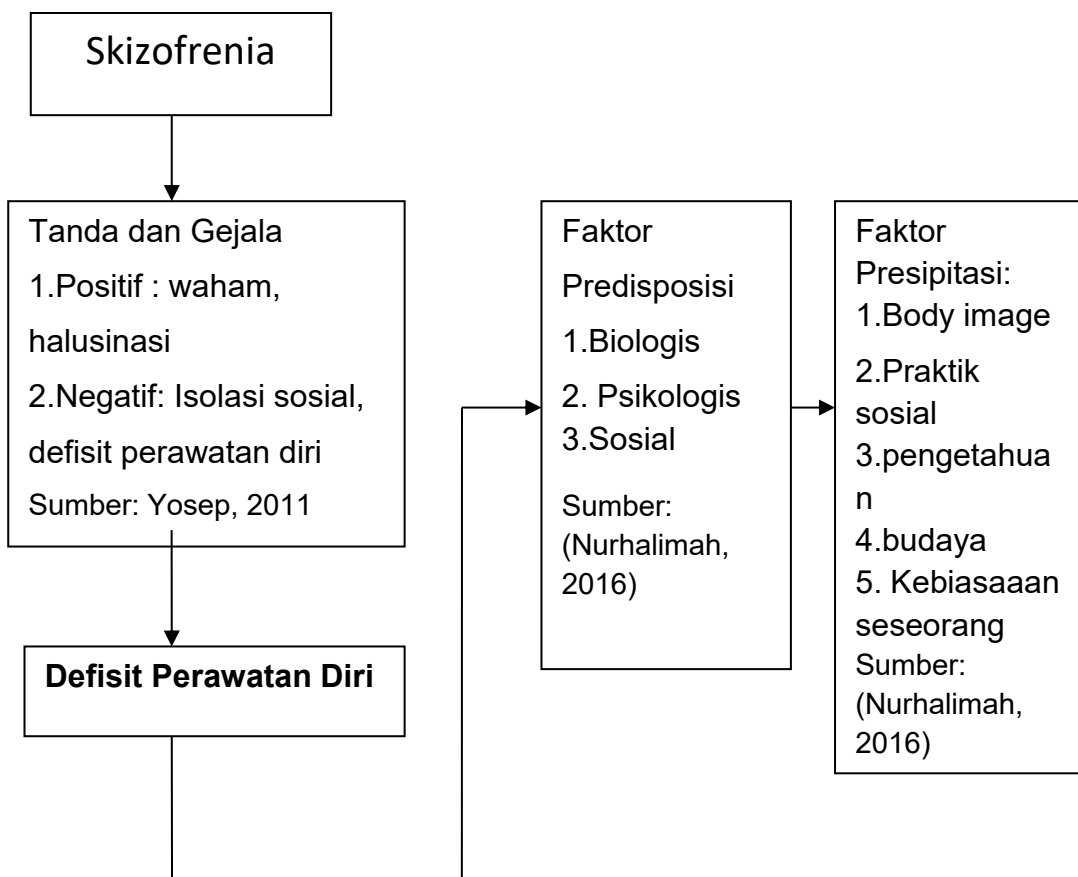 Skizofrenia
Tanda dan Gejala
1.Positif : waham,
halusinasi
2.Negatif: Isolasi sosial,
defisit perawatan diri
Sumber: Yosep, 2011
Defisit Perawatan Diri
Faktor
Predisposisi
1.Biologis
2. Psikologis
3.Sosial
Sumber:
(Nurhalimah,
2016)
Faktor
Presipitasi:
1.Body image
2.Praktik
sosial
3.pengetahua
n
4.budaya
5. Kebiasaaan
seseorang
Sumber:
(Nurhalimah,
2016)